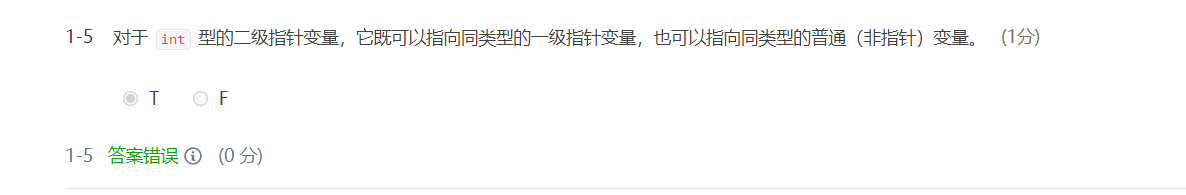 1-5 对于 int 型的二级指针变量，它既可以指向同类型的一级指针变量，也可以指向同类型的普通（非指针）变量。 (1分)
T F
1-5 答案错误 (0 分)